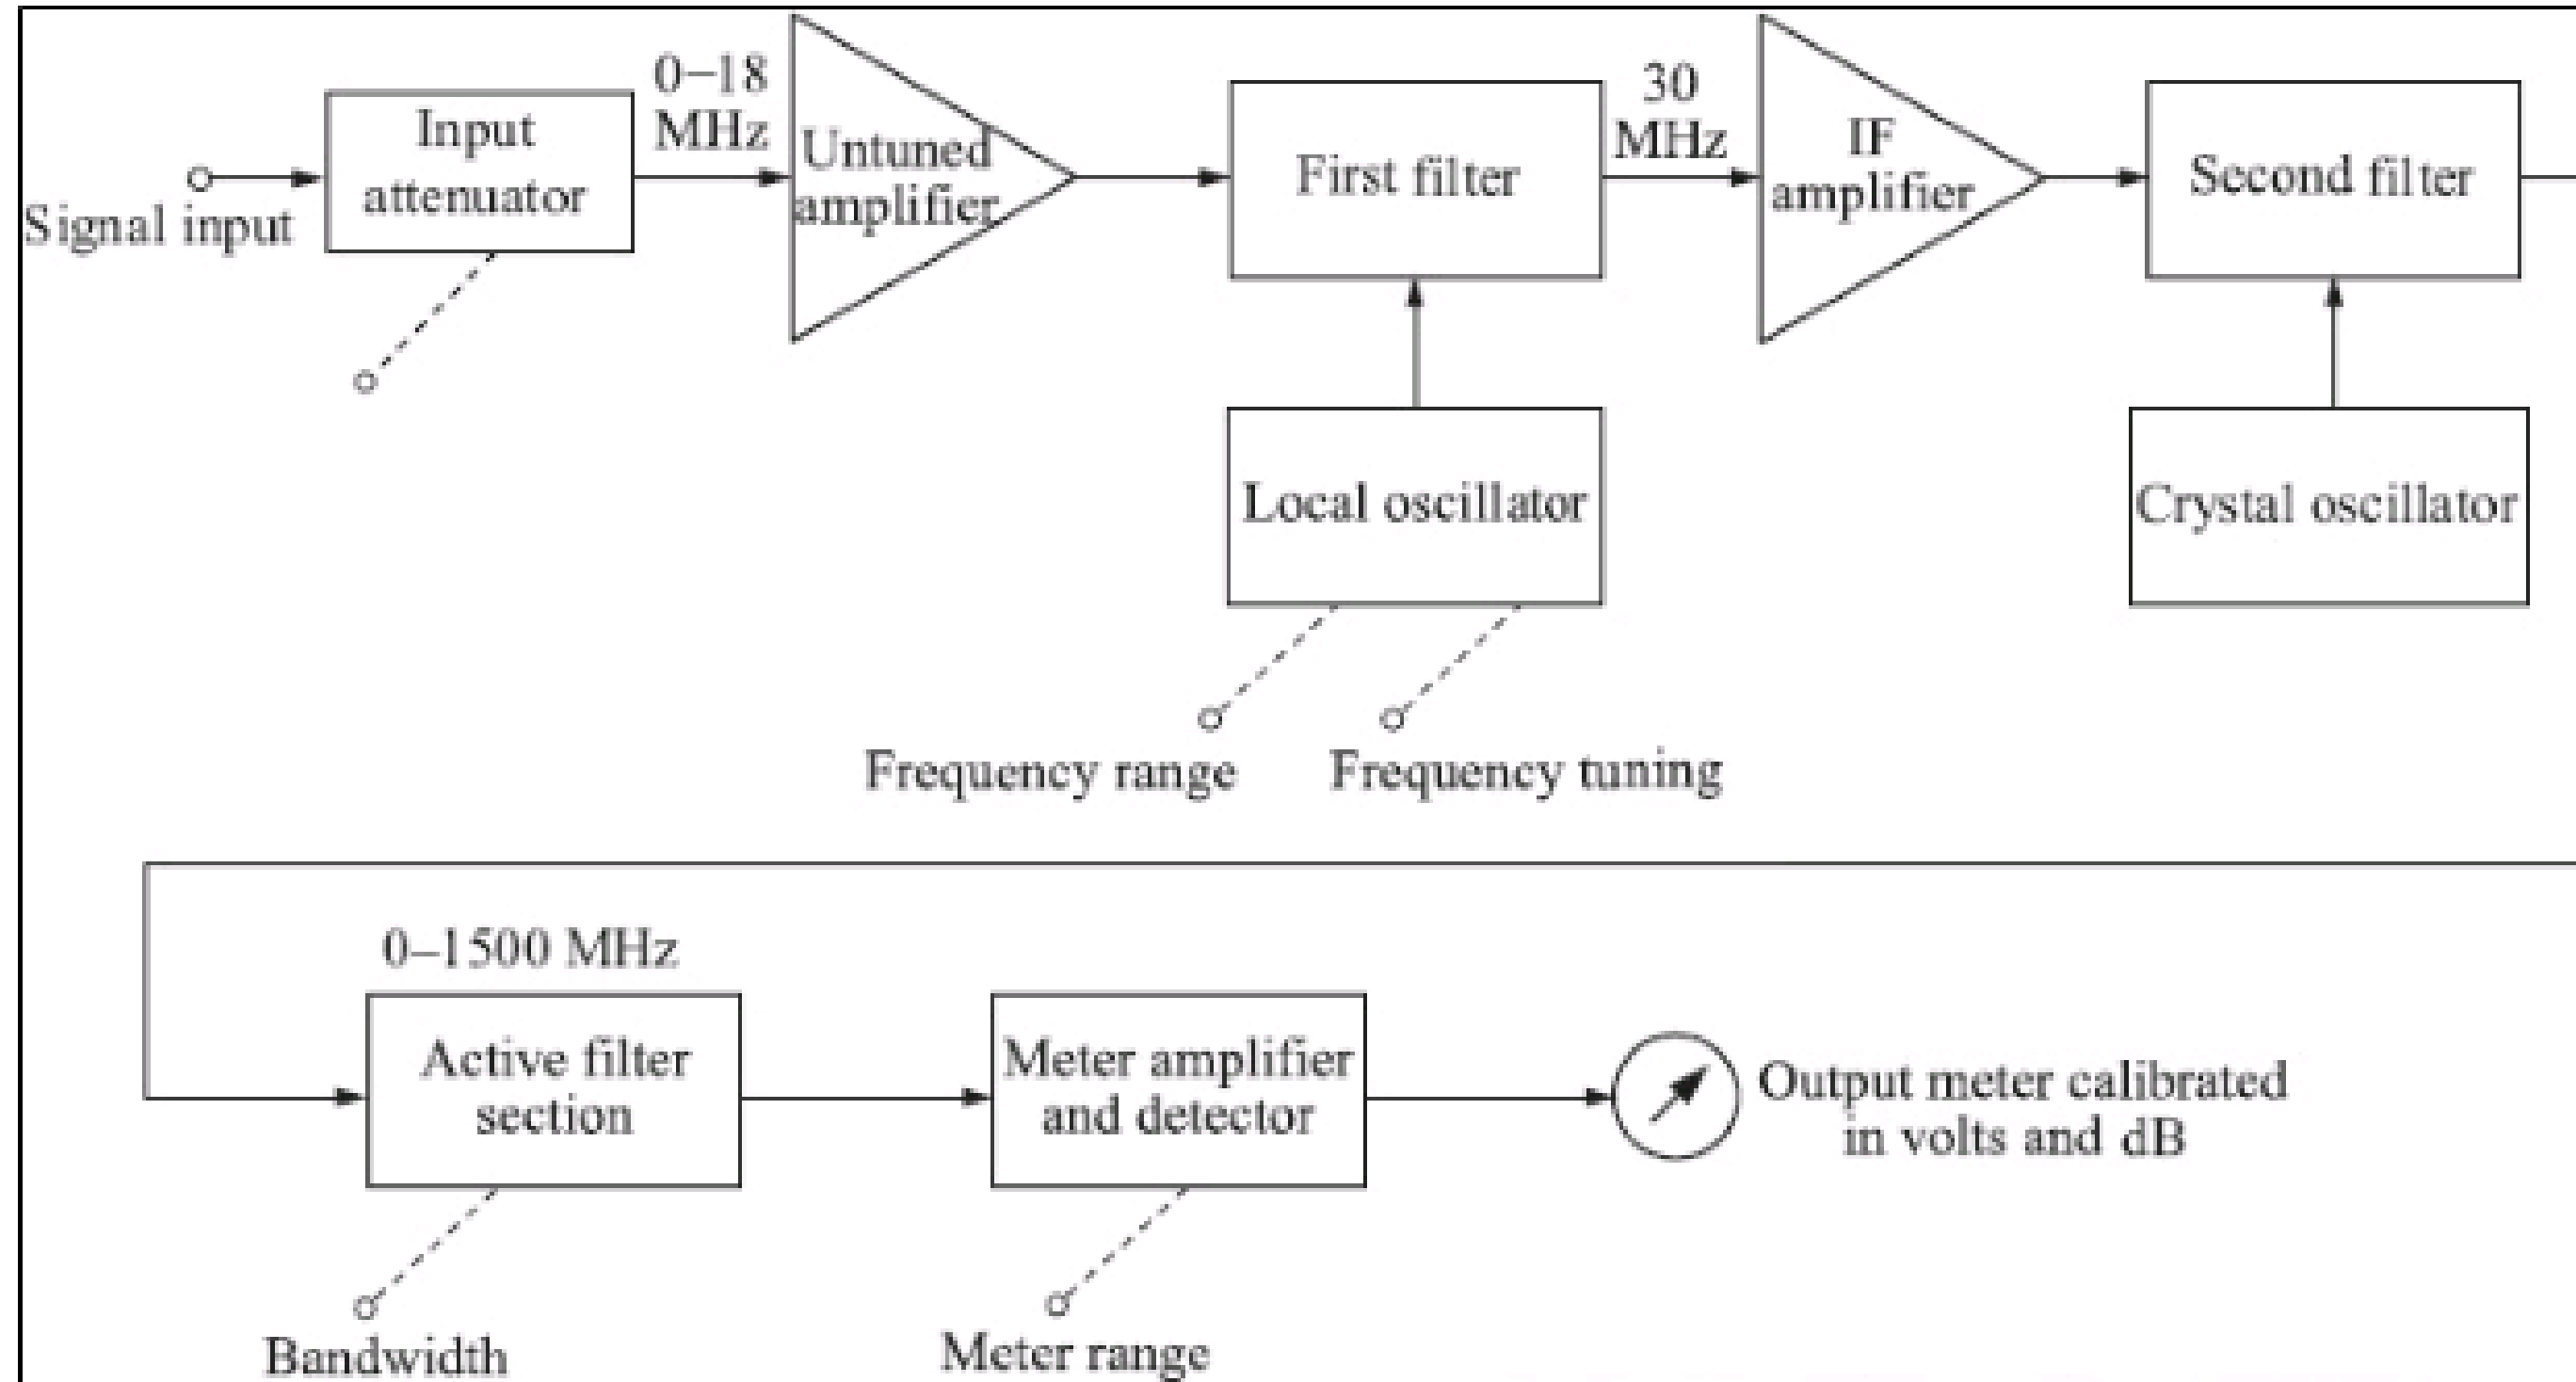 Signal input
Input
attenuator
0–18
MHz
Untuned
amplifier
First filter
30
MHz
IF
amplifier
Second filter
Local oscillator
Crystal oscillator
Frequency range
Frequency tuning
0–1500 MHz
Active filter
section
Meter amplifier
and detector
Output meter calibrated
in volts and dB
Bandwidth
Meter range